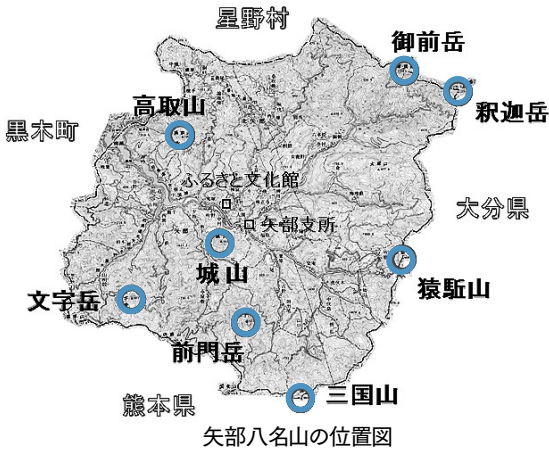 星野村
御前岳
釈迦岳
高取山
黒木町
ふるさと文化館
矢部支所
大分県
城山
猿駈山
文字岳
前門岳
三国山
熊本県
矢部八名山の位置図